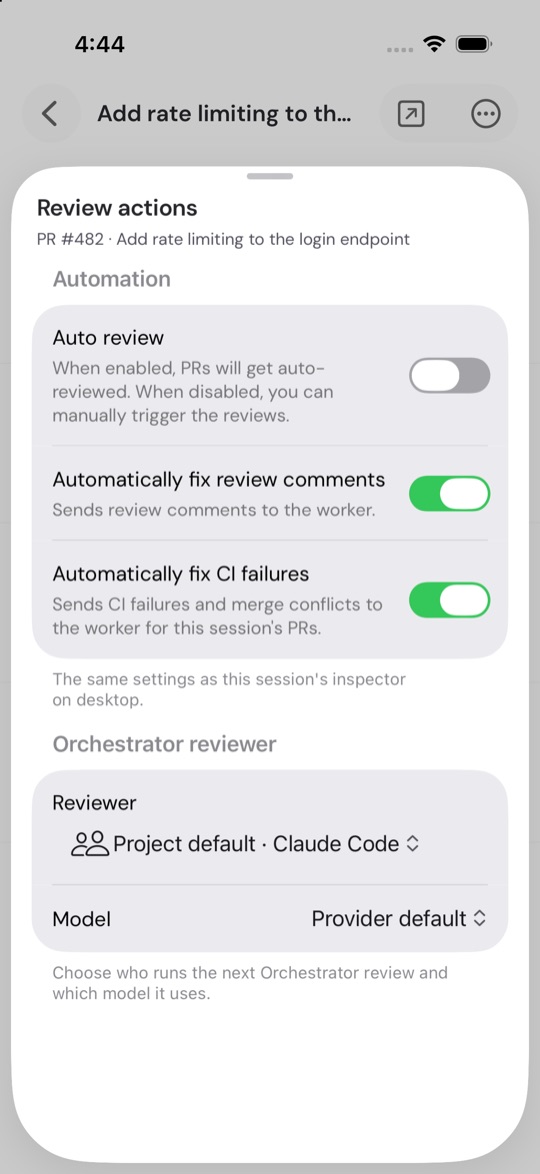 4:44
Add rate limiting to th...
Review actions
PR #482 · Add rate limiting to the login endpoint
Automation
Auto review
When enabled, PRs will get auto-
reviewed. When disabled, you can
manually trigger the reviews.
Automatically fix review comments
Sends review comments to the worker.
Automatically fix CI failures
Sends CI failures and merge conflicts to
the worker for this session's PRs.
The same settings as this session's inspector
on desktop.
Orchestrator reviewer
Reviewer
Project default · Claude Code
Model
Provider default
Choose who runs the next Orchestrator review and
which model it uses.